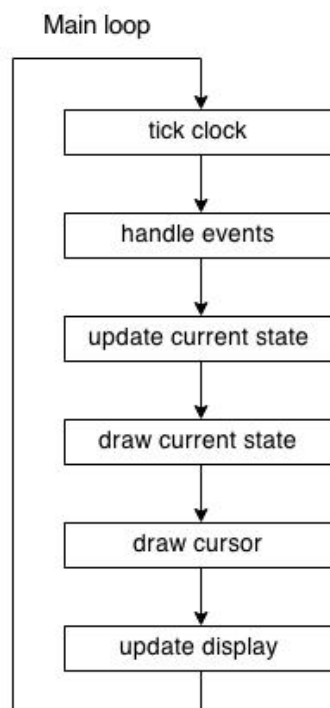 Main loop
tick clock
handle events
update current state
draw current state
draw cursor
update display